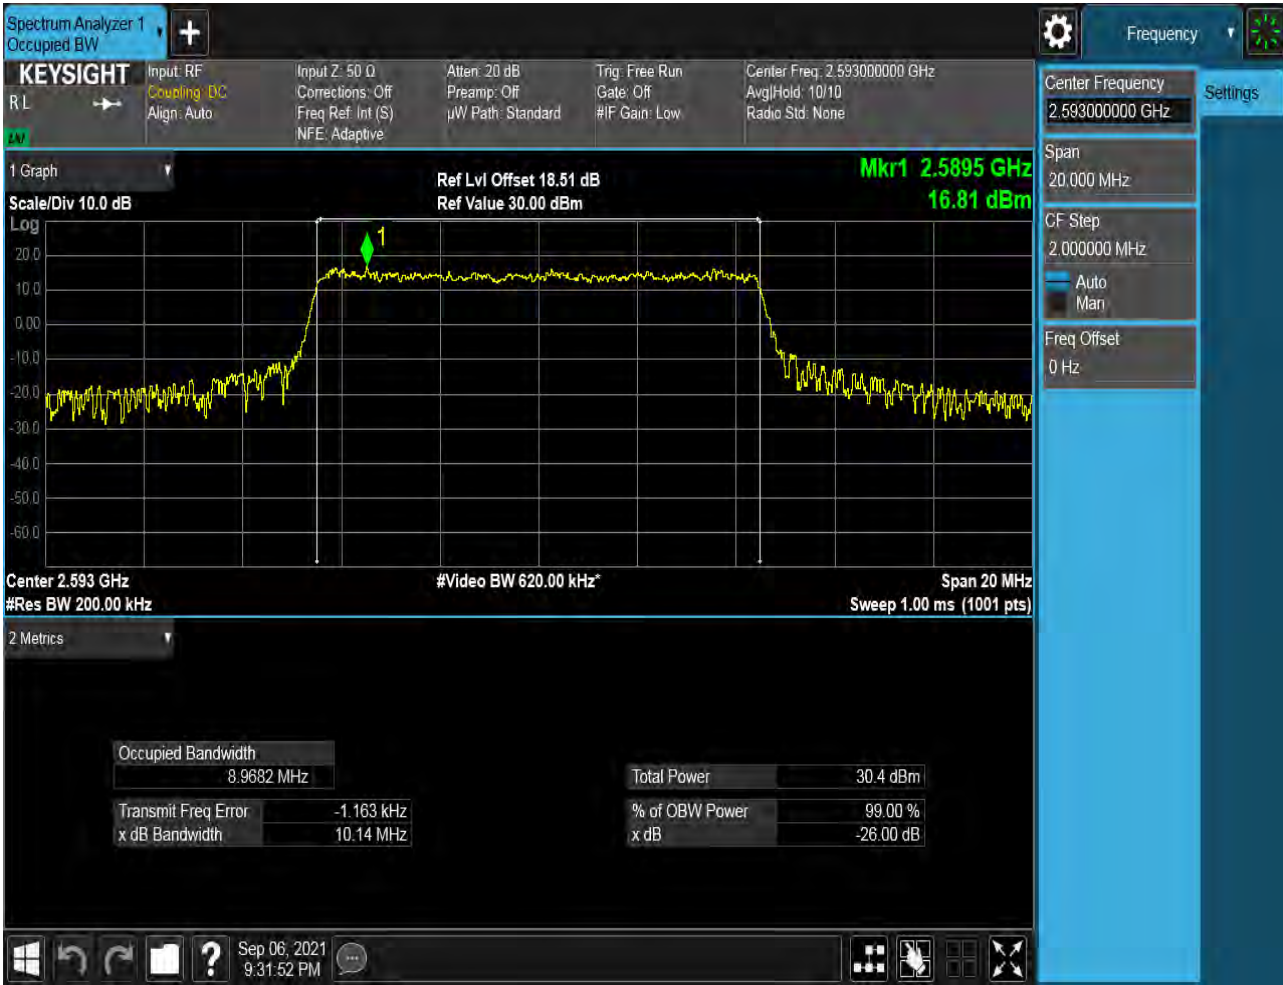 Spectrum Analyzer 1
Occupied BW
Frequency
KEYSIGHT
R L
LXI
Input: RF
Coupling: DC
Align: Auto
Input Z: 50 Ω
Corrections: Off
Freq Ref: Int (S)
NFE: Adaptive
Atten: 20 dB
Preamp: Off
µW Path: Standard
Trig: Free Run
Gate: Off
#IF Gain: Low
Center Freq: 2.593000000 GHz
Avg|Hold: 10/10
Radio Std: None
Center Frequency
2.593000000 GHz
Settings
Span
20.000 MHz
CF Step
2.000000 MHz
Auto
Man
Freq Offset
0 Hz
1 Graph
Scale/Div 10.0 dB
Log
Ref Lvl Offset 18.51 dB
Ref Value 30.00 dBm
Mkr1 2.5895 GHz
16.81 dBm
1
20.0
10.0
0.00
-10.0
-20.0
-30.0
-40.0
-50.0
-60.0
Center 2.593 GHz
#Video BW 620.00 kHz*
Span 20 MHz
#Res BW 200.00 kHz
Sweep 1.00 ms (1001 pts)
2 Metrics
Occupied Bandwidth
8.9682 MHz
Total Power 30.4 dBm
Transmit Freq Error -1.163 kHz
% of OBW Power 99.00 %
x dB Bandwidth 10.14 MHz
x dB -26.00 dB
Sep 06, 2021
9:31:52 PM